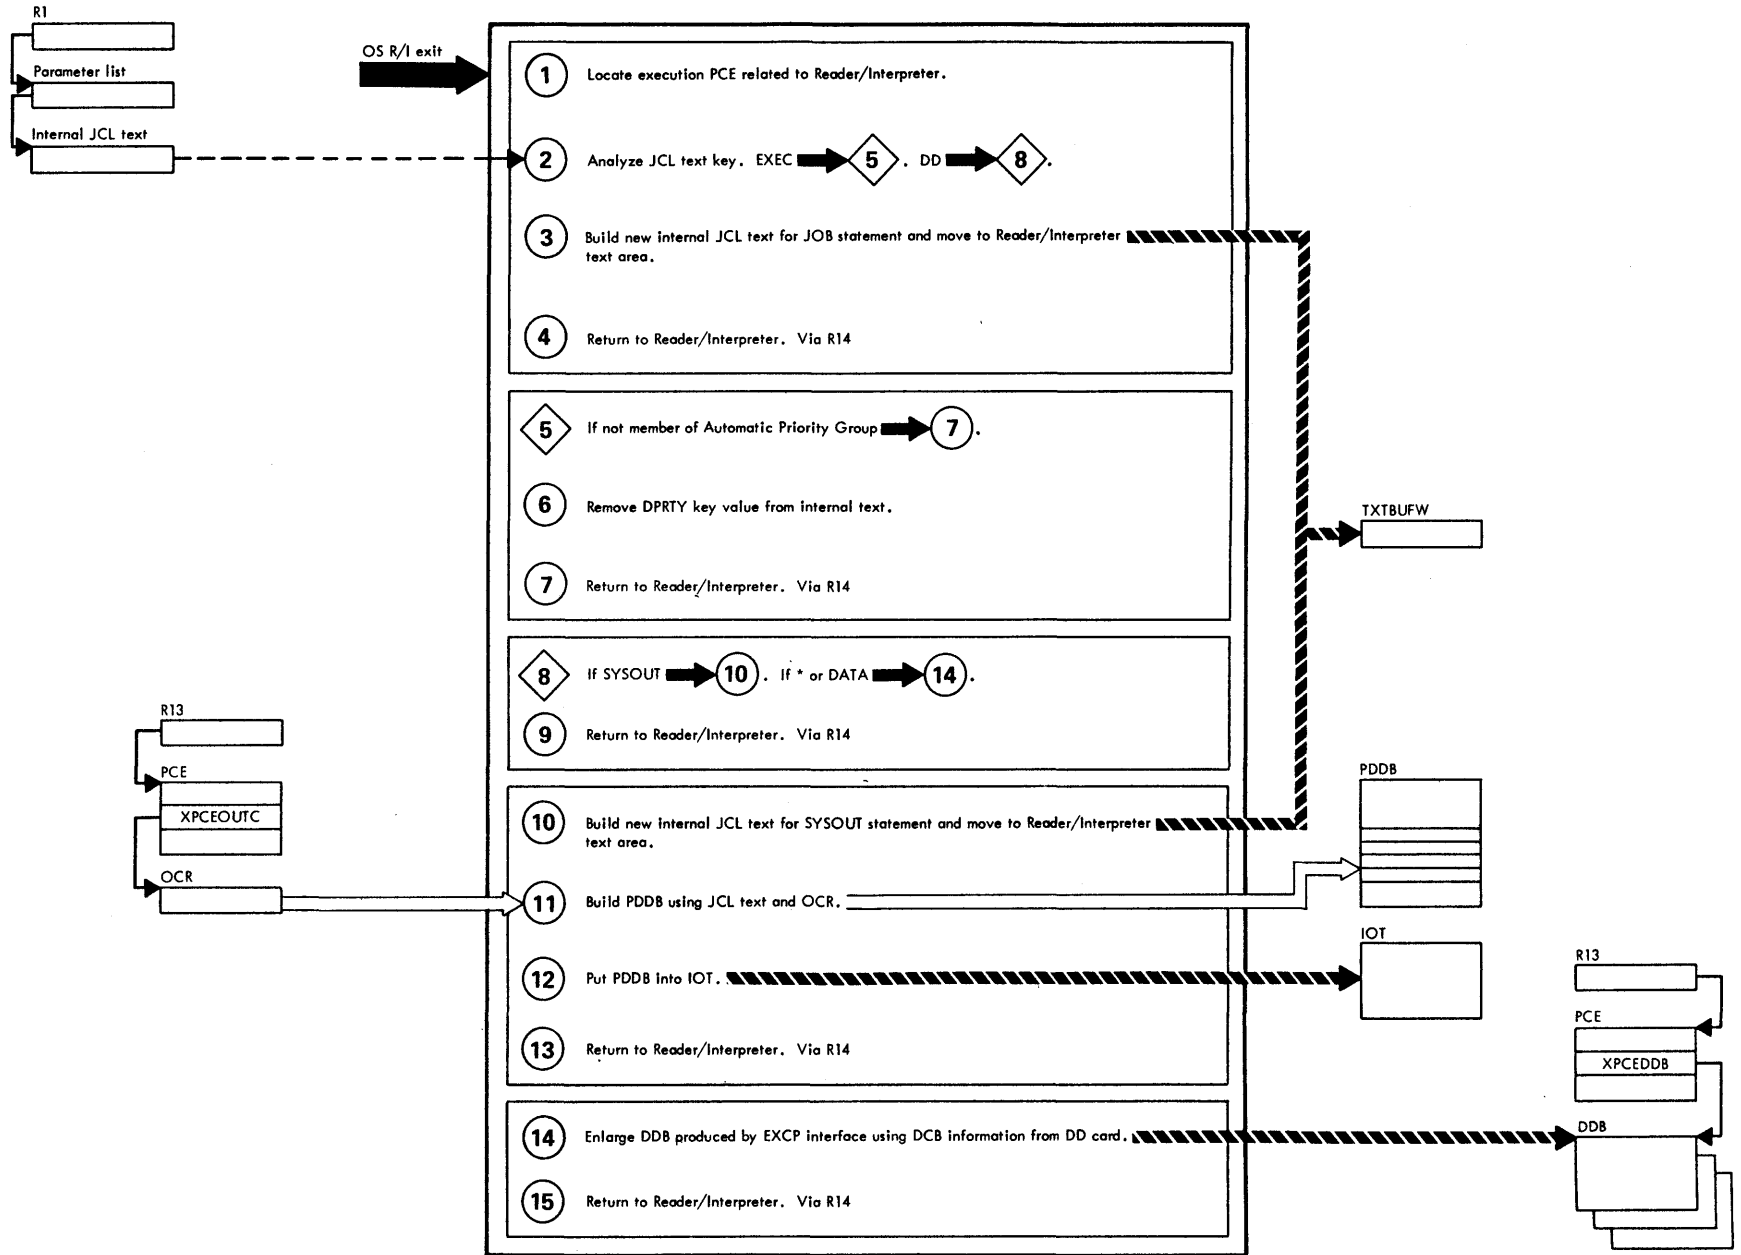 R1
Parameter list
Internal JCL text
OS R/I exit
1 Locate execution PCE related to Reader/Interpreter.
2 Analyze JCL text key. EXEC 5 . DD 8 .
3 Build new internal JCL text for JOB statement and move to Reader/Interpreter
text area.
4 Return to Reader/Interpreter. Via R14
5 If not member of Automatic Priority Group 7 .
6 Remove DPRTY key value from internal text.
7 Return to Reader/Interpreter. Via R14
TXTBUFW
8 If SYSOUT 10 . If * or DATA 14 .
9 Return to Reader/Interpreter. Via R14
R13
PCE
XPCEOUTC
OCR
10 Build new internal JCL text for SYSOUT statement and move to Reader/Interpreter
text area.
11 Build PDDB using JCL text and OCR.
12 Put PDDB into IOT.
13 Return to Reader/Interpreter. Via R14
PDDB
IOT
R13
PCE
XPCEDDB
DDB
14 Enlarge DDB produced by EXCP interface using DCB information from DD card.
15 Return to Reader/Interpreter. Via R14